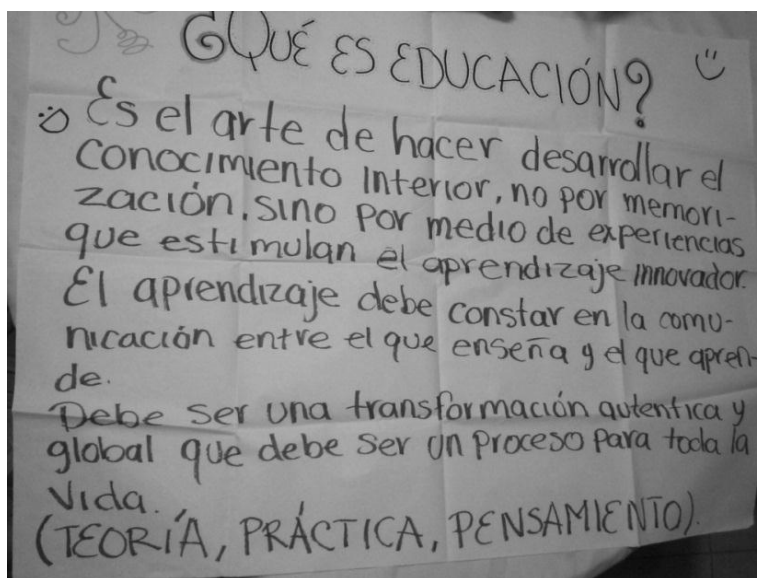 ¿QUÉ ES EDUCACIÓN?
Es el arte de hacer desarrollar el
conocimiento interior, no por memori-
zación. sino por medio de experiencias
que estimulan el aprendizaje innovador.
El aprendizaje debe constar en la comu-
nicación entre el que enseña y el que apren-
de.
Debe ser una transformación autentica y
global que debe ser un proceso para toda la
vida.
(TEORÍA, PRÁCTICA, PENSAMIENTO).